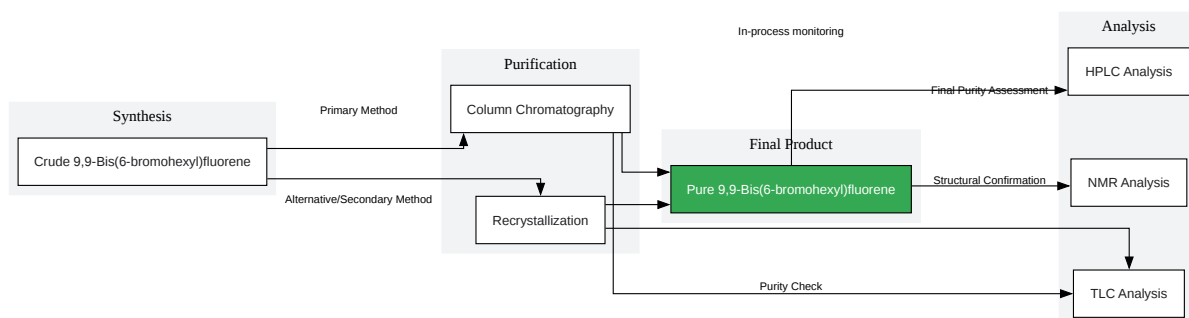 In-process monitoring
Analysis
HPLC Analysis
Purification
Column Chromatography
Final Purity Assessment
Synthesis
Primary Method
Crude 9,9-Bis(6-bromohexyl)fluorene
Final Product
Pure 9,9-Bis(6-bromohexyl)fluorene
Structural Confirmation
NMR Analysis
Alternative/Secondary Method
Recrystallization
Purity Check
TLC Analysis